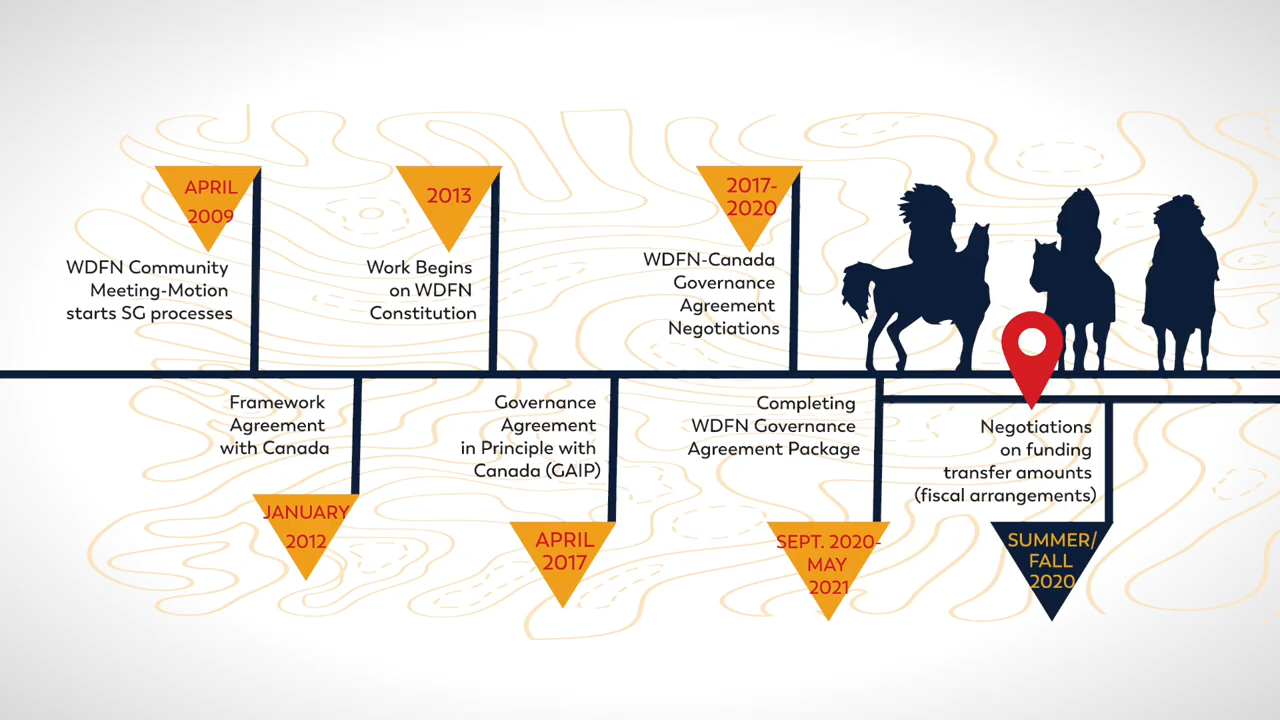 APRIL
2009
WDFN Community
Meeting-Motion
starts SG processes
2013
Work Begins
on WDFN
Constitution
2017-
2020
WDFN-Canada
Governance
Agreement
Negotiations
Framework
Agreement
with Canada
JANUARY
2012
Governance
Agreement
in Principle with
Canada (GAIP)
APRIL
2017
Completing
WDFN Governance
Agreement Package
SEPT. 2020-
MAY
2021
Negotiations
on funding
transfer amounts
(fiscal arrangements)
SUMMER/
FALL
2020